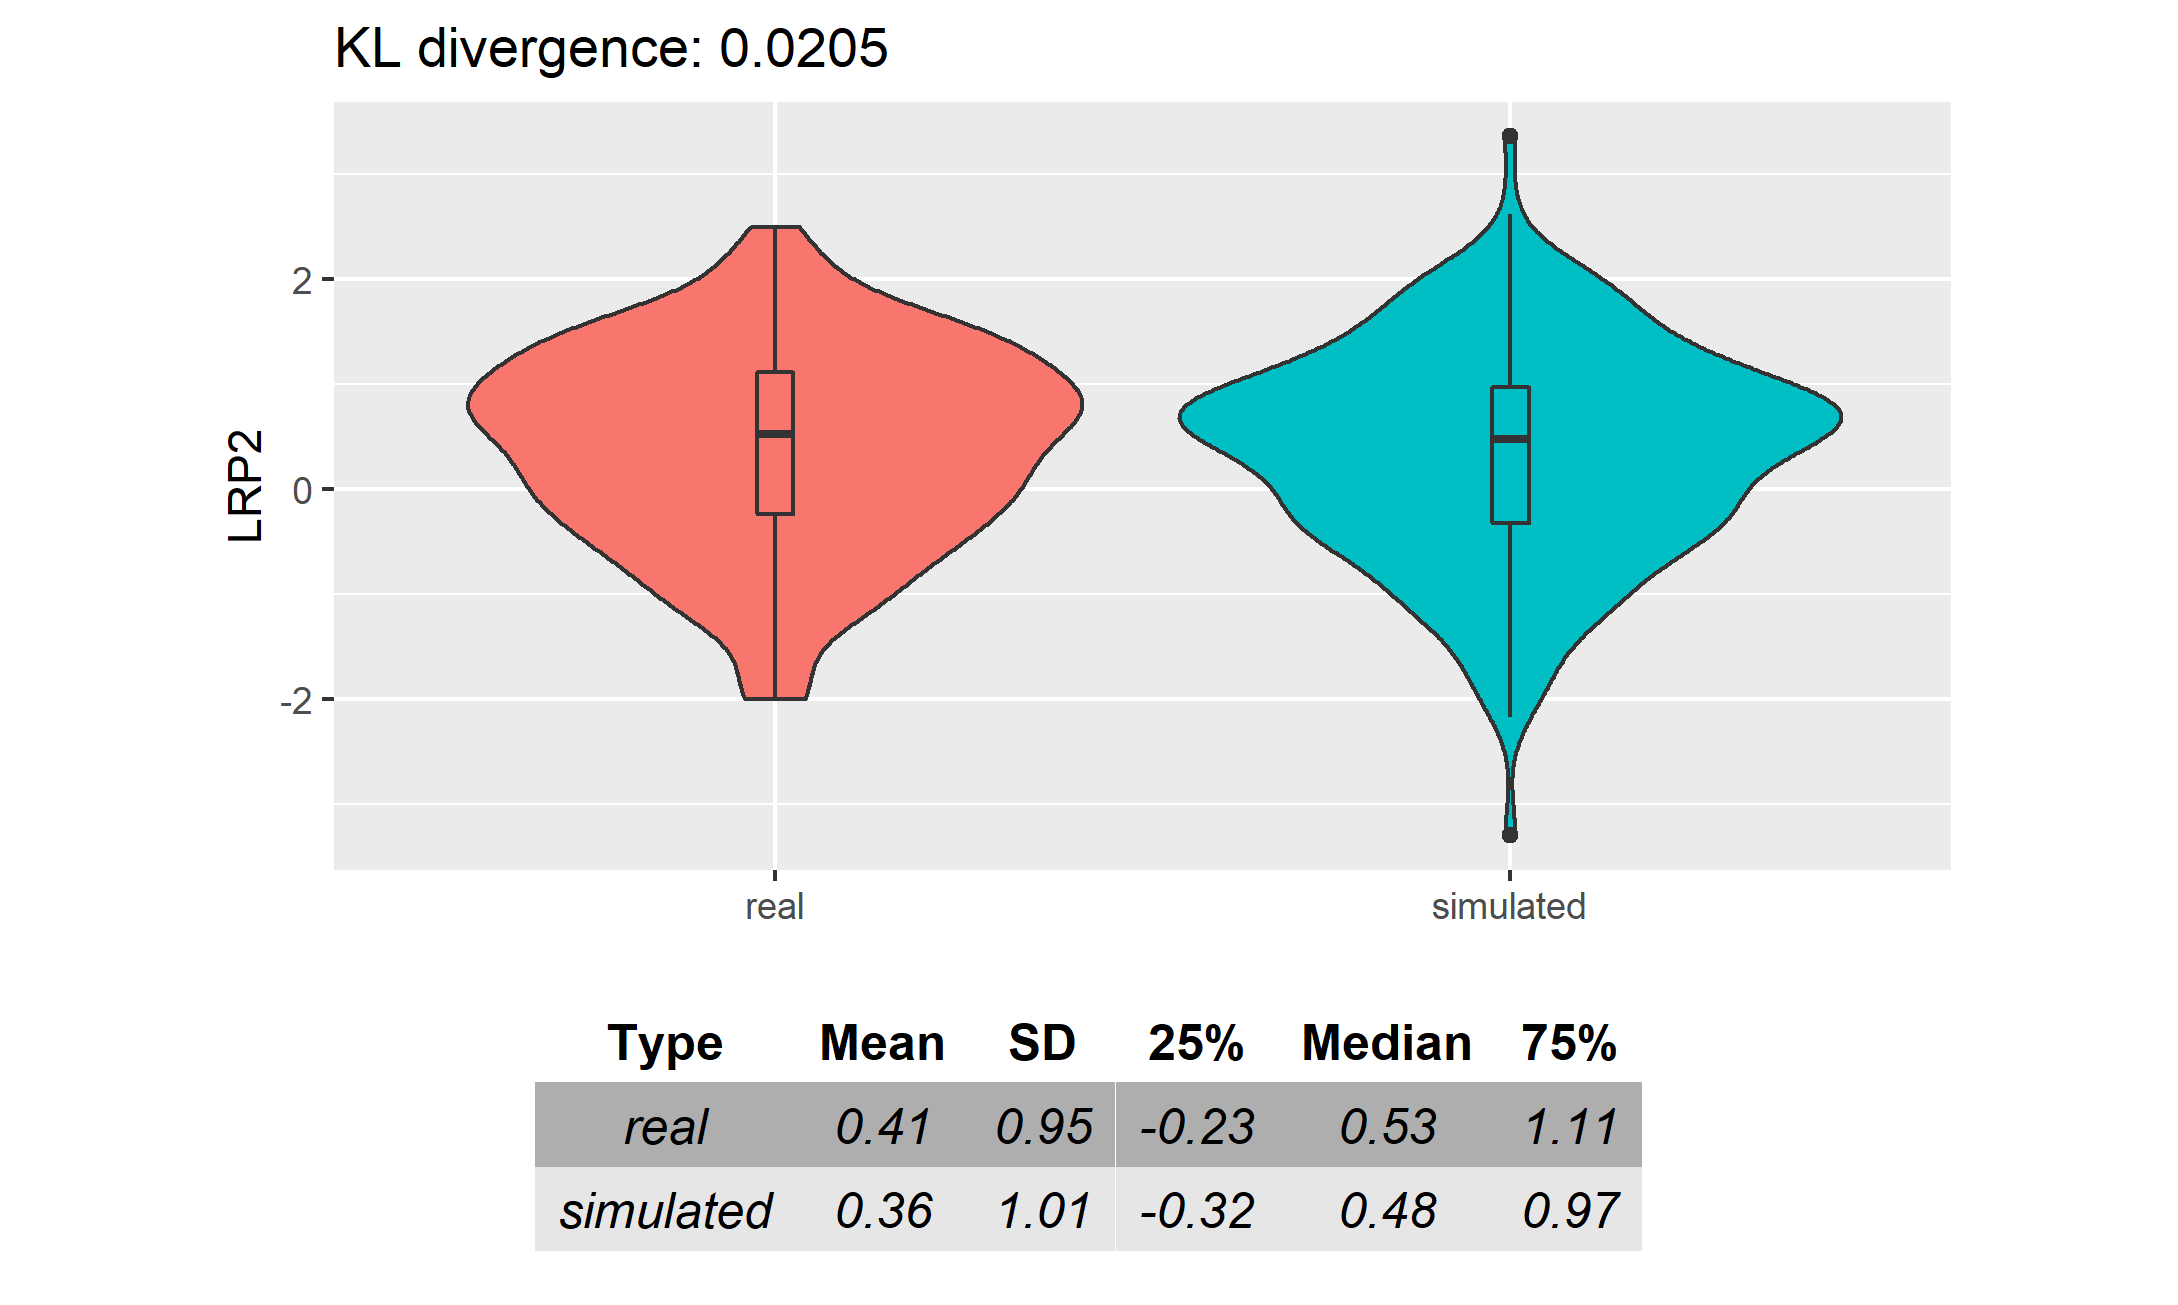 KL divergence: 0.0205
LRP2
2
0
-2
real simulated
Type Mean SD 25% Median 75%
real 0.41 0.95 -0.23 0.53 1.11
simulated 0.36 1.01 -0.32 0.48 0.97